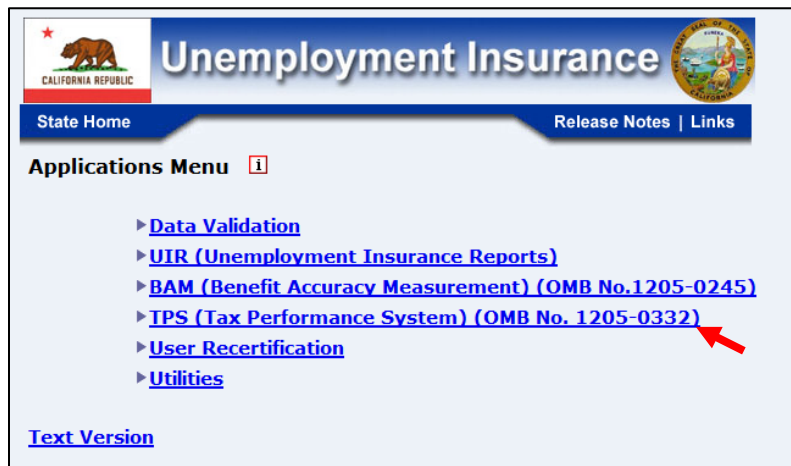 CALIFORNIA REPUBLIC
Unemployment Insurance
State Home
Release Notes | Links
Applications Menu i
Data Validation
UIR (Unemployment Insurance Reports)
BAM (Benefit Accuracy Measurement) (OMB No.1205-0245)
TPS (Tax Performance System) (OMB No. 1205-0332)
User Recertification
Utilities
Text Version